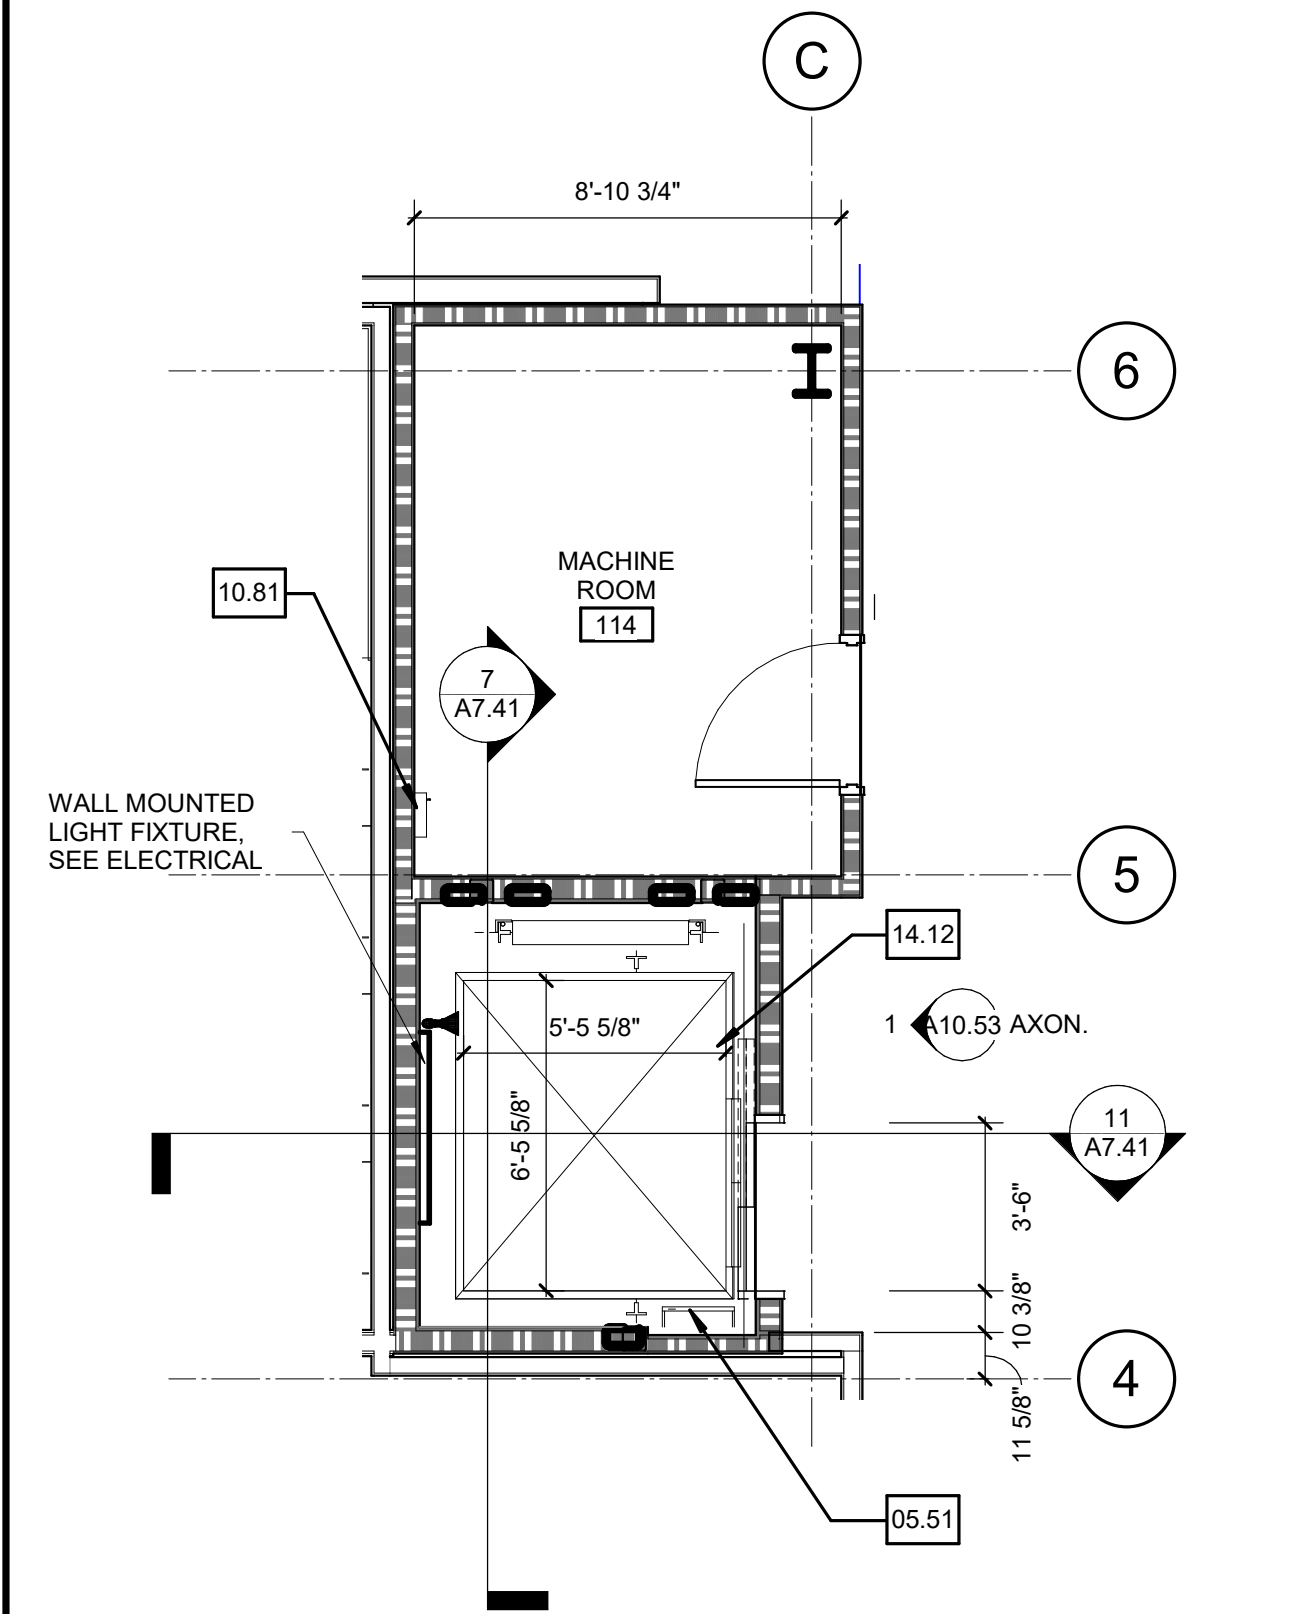 C
8'-10 3/4"
6
MACHINE
ROOM
114
10.81
7
A7.41
WALL MOUNTED
LIGHT FIXTURE,
SEE ELECTRICAL
5
14.12
5'-5 5/8"
1 A10.53 AXON.
6'-5 5/8"
11
A7.41
3'-6"
10 3/8"
4
11 5/8"
05.51